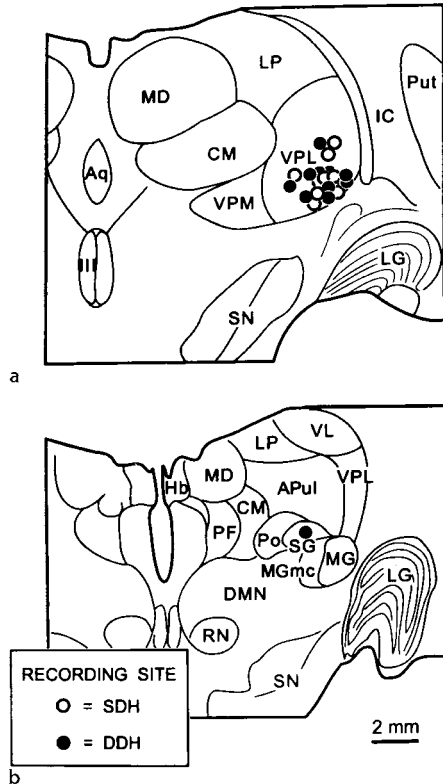 LP
Put
MD
IC
CM
VPL
Aq
VPM
III
LG
SN
a
VL
LP
Hb
MD
VPL
APul
CM
PF
Po
SG
MG
MGmc
LG
DMN
RN
SN
RECORDING SITE
= SDH
= DDH
2 mm
b